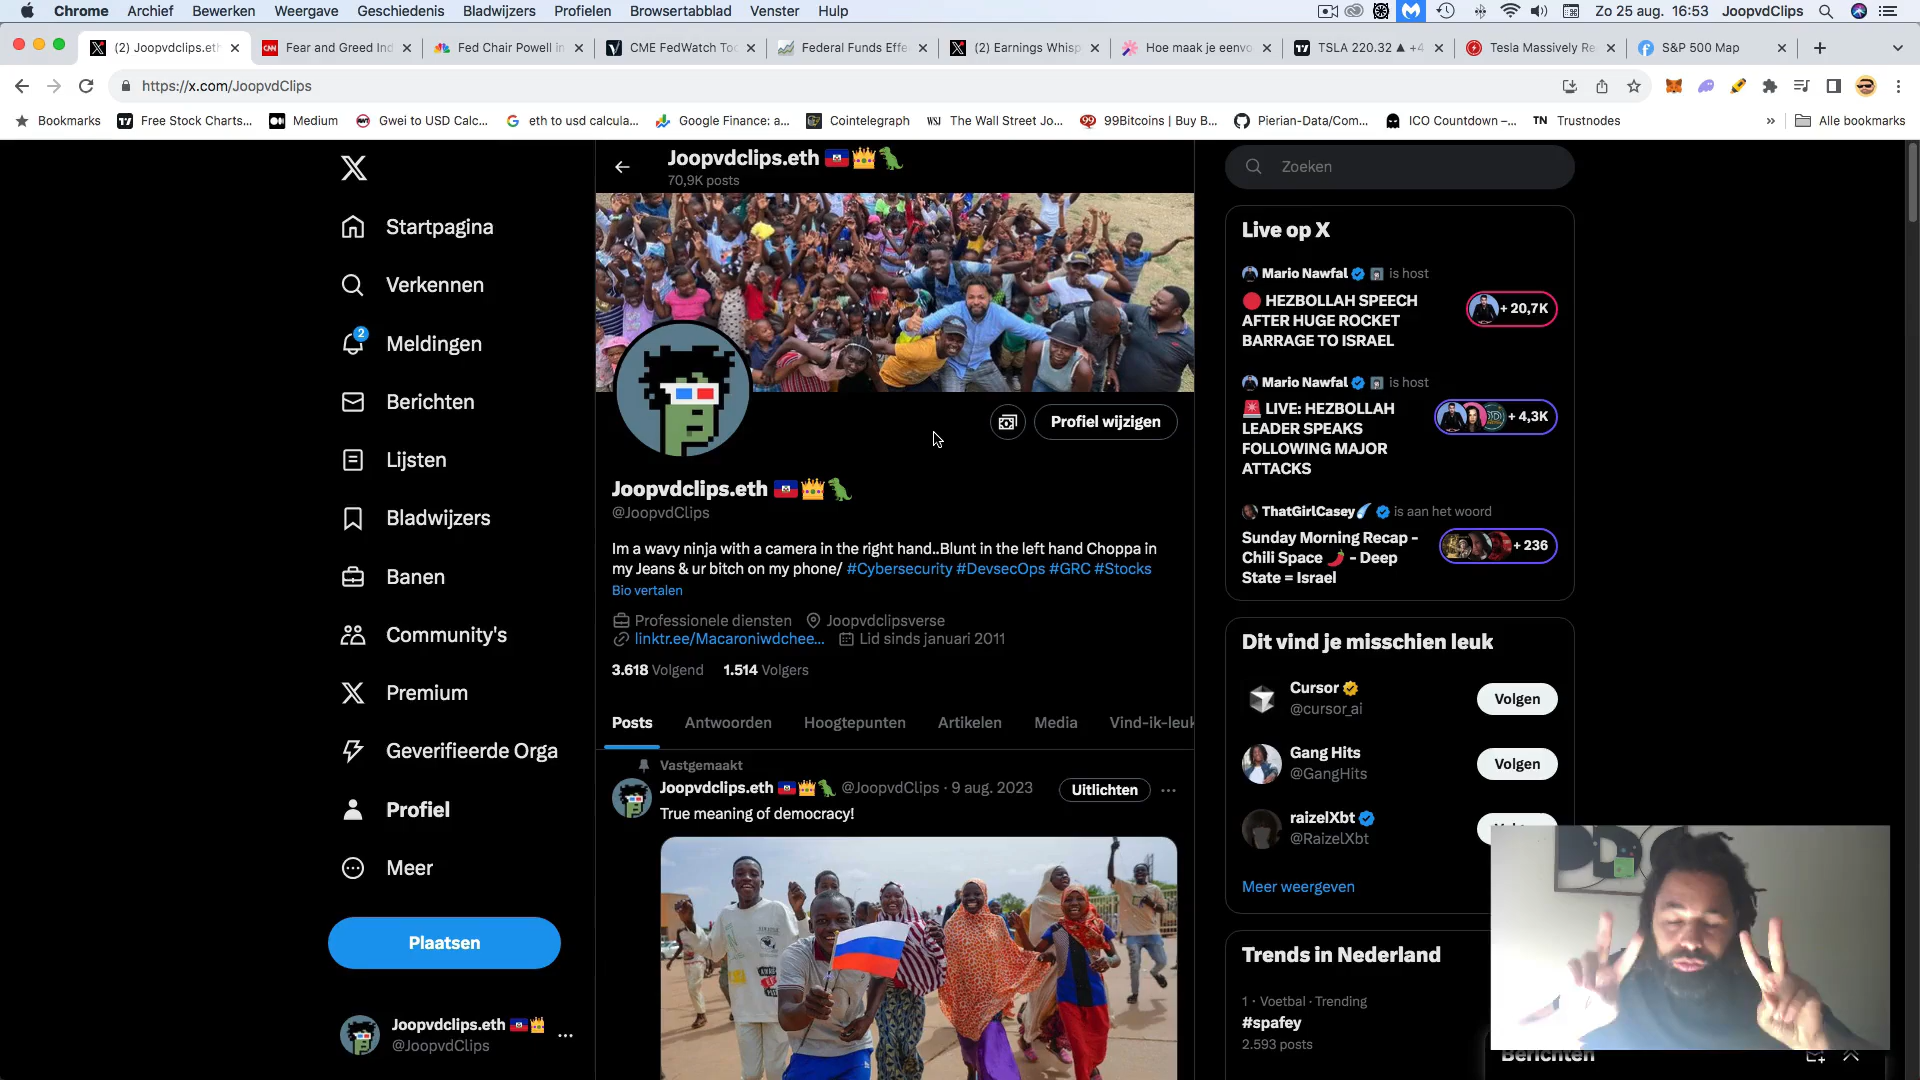 Chrome Archief Bewerken Weergave Geschiedenis Bladwijzers Profielen Browsertabblad Venster Hulp Zo 25 aug. 16:53 JoopvdClips
(2) Joopvdclips.eth
CNN Fear and Greed Ind
Fed Chair Powell in
CME FedWatch Too
Federal Funds Effe
(2) Earnings Whisp
Hoe maak je eenvo
TSLA 220.32 ▲ +4
Tesla Massively Re
S&P 500 Map
https://x.com/JoopvdClips
Bookmarks
Free Stock Charts...
Medium
Gwei to USD Calc...
eth to usd calcula...
Google Finance: a...
Cointelegraph
WSJ The Wall Street Jo...
99Bitcoins | Buy B...
Pierian-Data/Com...
ICO Countdown –...
TN Trustnodes
»
Alle bookmarks
Startpagina
Verkennen
2
Meldingen
Berichten
Lijsten
Bladwijzers
Banen
Community's
Premium
Geverifieerde Orga
Profiel
Meer
Plaatsen
Joopvdclips.eth 🇭🇹👑
@JoopvdClips
Joopvdclips.eth 🇭🇹👑🦖
70,9K posts
Profiel wijzigen
Joopvdclips.eth 🇭🇹👑🦖
@JoopvdClips
Im a wavy ninja with a camera in the right hand..Blunt in the left hand Choppa in
my Jeans & ur bitch on my phone/ #Cybersecurity #DevsecOps #GRC #Stocks
Bio vertalen
Professionele diensten Joopvdclipsverse
linktr.ee/Macaroniwdchee... Lid sinds januari 2011
3.618 Volgend 1.514 Volgers
Posts Antwoorden Hoogtepunten Artikelen Media Vind-ik-leuk
Vastgemaakt
Joopvdclips.eth 🇭🇹👑🦖 @JoopvdClips · 9 aug. 2023 Uitlichten
True meaning of democracy!
Zoeken
Live op X
Mario Nawfal is host
🔴 HEZBOLLAH SPEECH
AFTER HUGE ROCKET
BARRAGE TO ISRAEL
+ 20,7K
Mario Nawfal is host
🚨 LIVE: HEZBOLLAH
LEADER SPEAKS
FOLLOWING MAJOR
ATTACKS
+ 4,3K
ThatGirlCasey is aan het woord
Sunday Morning Recap -
Chili Space 🌶️ - Deep
State = Israel
+ 236
Dit vind je misschien leuk
Cursor
@cursor_ai
Volgen
Gang Hits
@GangHits
Volgen
raizelXbt
@RaizelXbt
Meer weergeven
Trends in Nederland
1 · Voetbal · Trending
#spafey
2.593 posts
Berichten